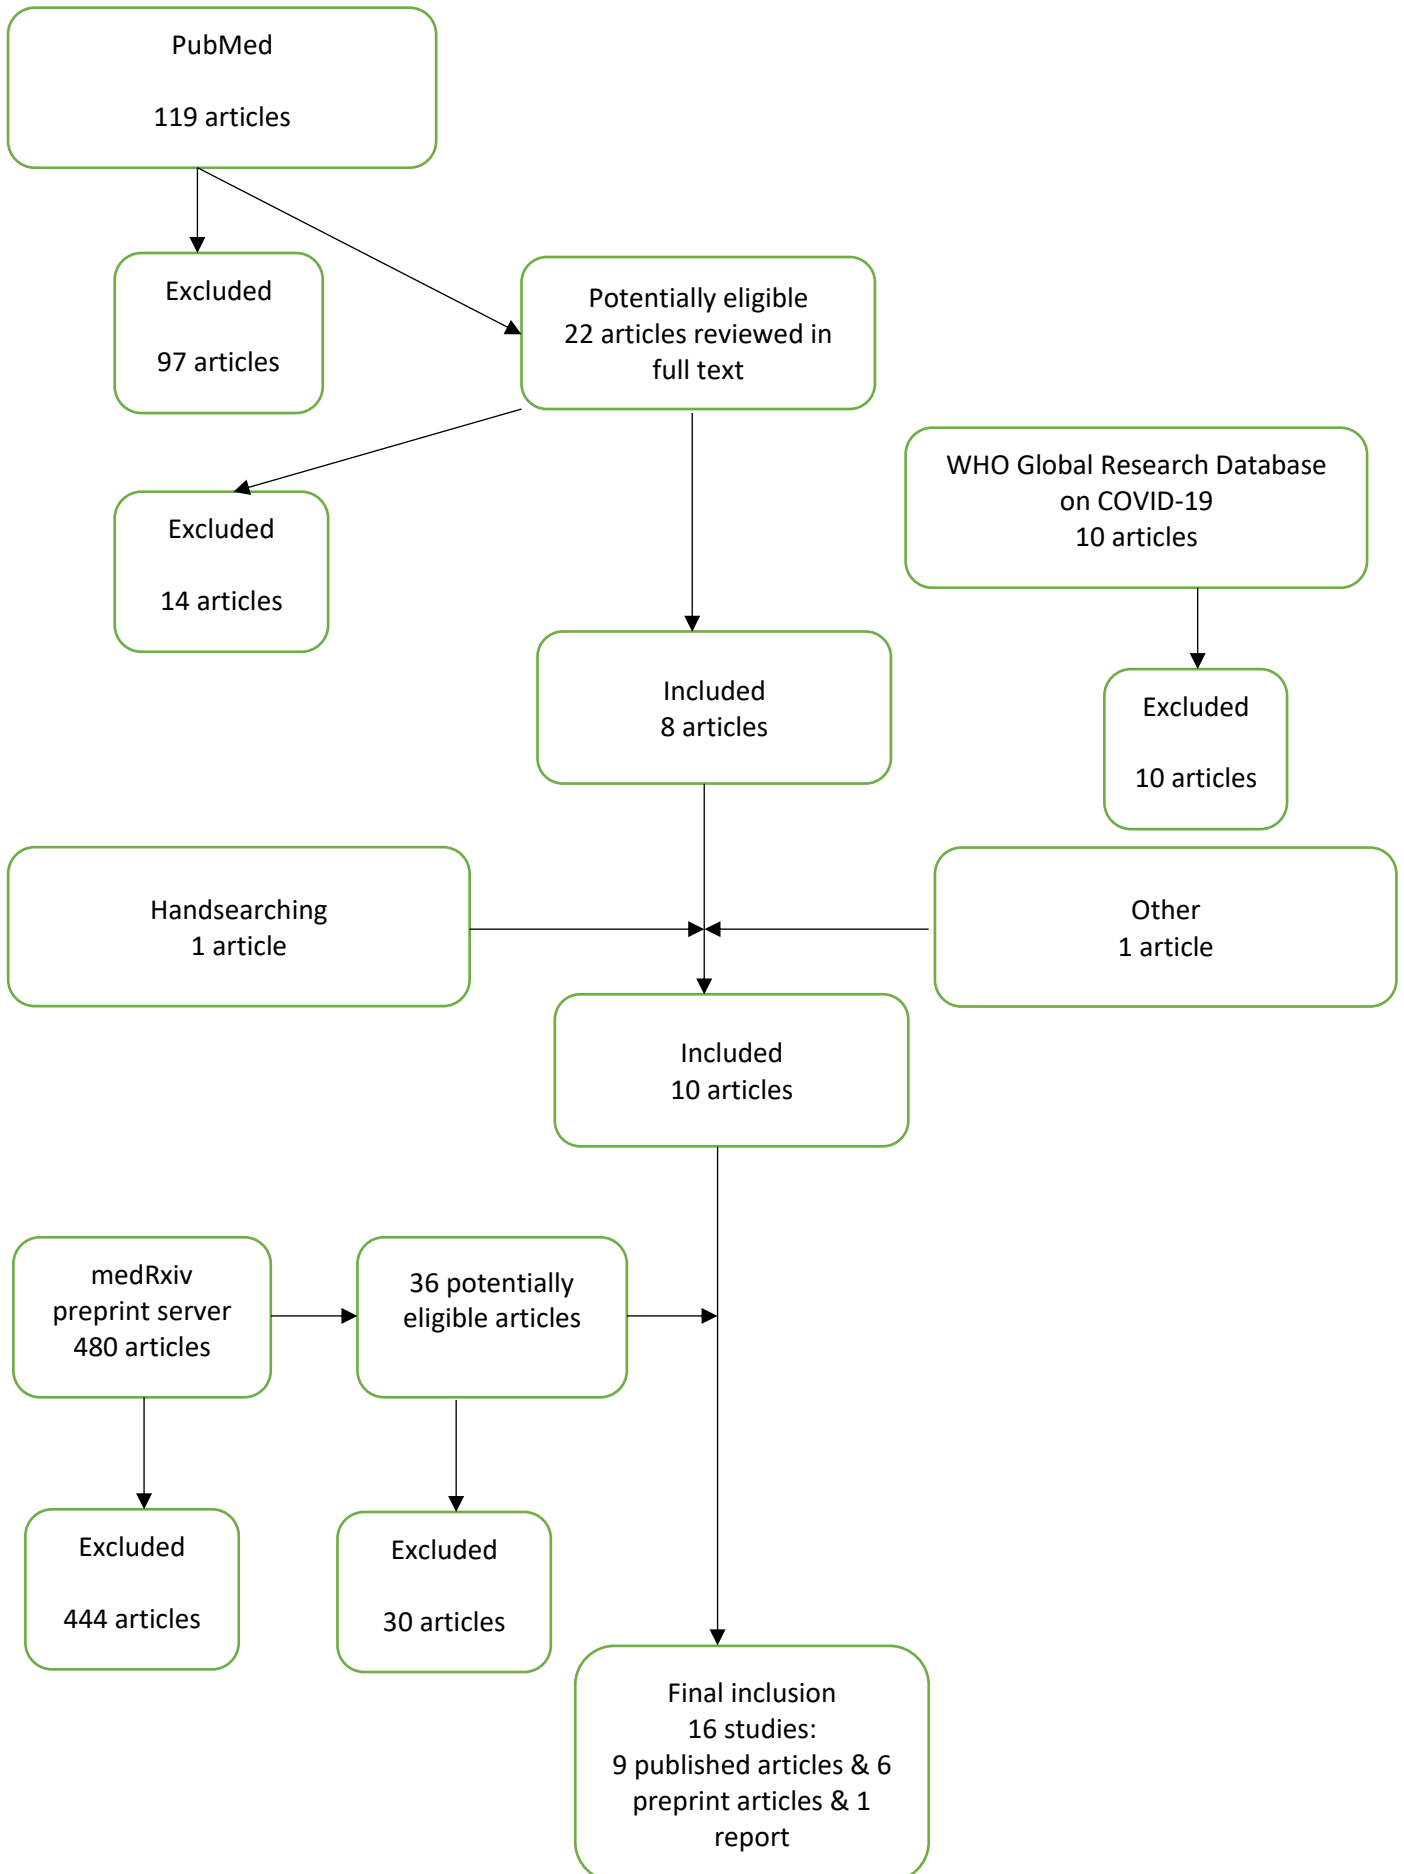 PubMed
119 articles
Excluded
97 articles
Potentially eligible
22 articles reviewed in
full text
Excluded
14 articles
WHO Global Research Database
on COVID-19
10 articles
Included
8 articles
Excluded
10 articles
Handsearching
1 article
Other
1 article
Included
10 articles
medRxiv
preprint server
480 articles
36 potentially
eligible articles
Excluded
444 articles
Excluded
30 articles
Final inclusion
16 studies:
9 published articles & 6
preprint articles & 1
report